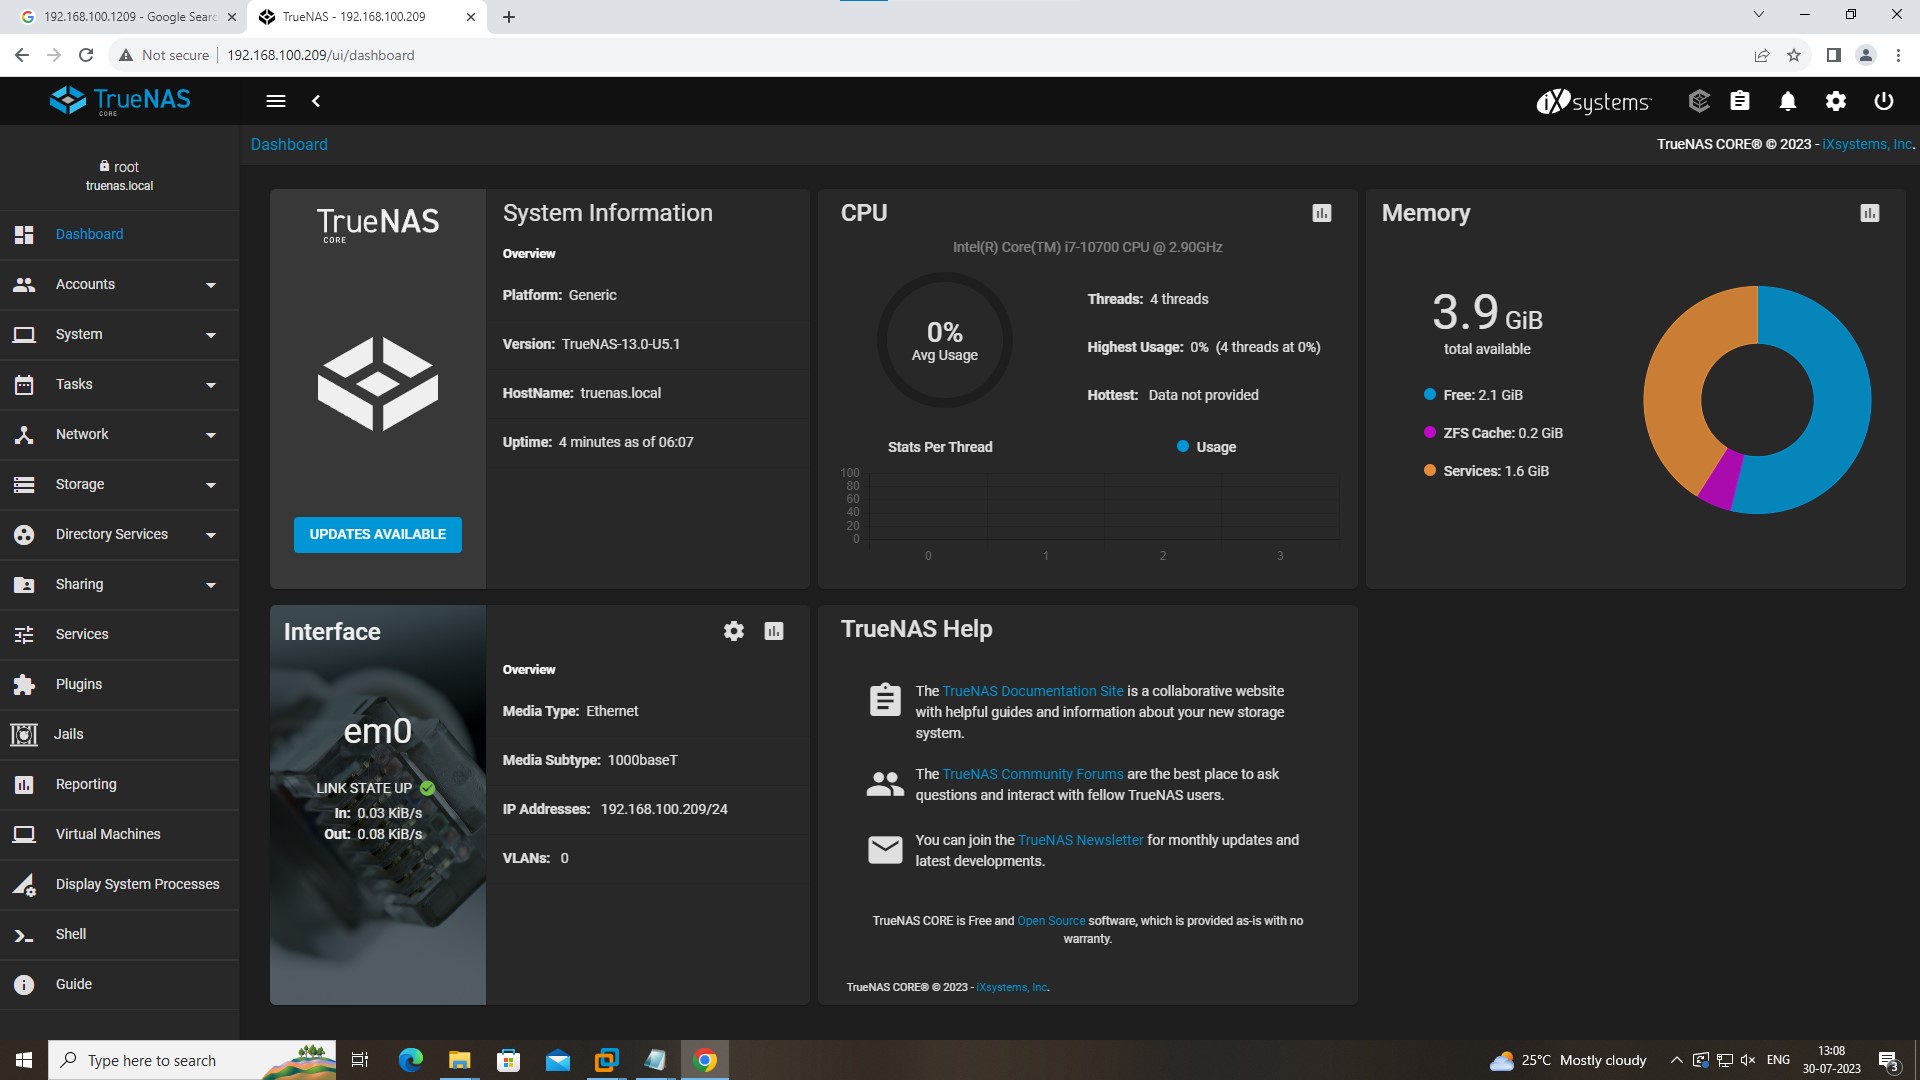 192.168.100.1209 - Google Searc
TrueNAS - 192.168.100.209
Not secure
192.168.100.209/ui/dashboard
TrueNAS
CORE
iXsystems
Dashboard
TrueNAS CORE® © 2023 - iXsystems, Inc.
root
truenas.local
Dashboard
Accounts
System
Tasks
Network
Storage
Directory Services
Sharing
Services
Plugins
Jails
Reporting
Virtual Machines
Display System Processes
Shell
Guide
TrueNAS
CORE
UPDATES AVAILABLE
System Information
Overview
Platform: Generic
Version: TrueNAS-13.0-U5.1
HostName: truenas.local
Uptime: 4 minutes as of 06:07
CPU
Intel(R) Core(TM) i7-10700 CPU @ 2.90GHz
0%
Avg Usage
Threads: 4 threads
Highest Usage: 0% (4 threads at 0%)
Hottest: Data not provided
Stats Per Thread
Usage
100
80
60
40
20
0
0 1 2 3
Memory
3.9 GiB
total available
Free: 2.1 GiB
ZFS Cache: 0.2 GiB
Services: 1.6 GiB
Interface
em0
LINK STATE UP
In: 0.03 KiB/s
Out: 0.08 KiB/s
Overview
Media Type: Ethernet
Media Subtype: 1000baseT
IP Addresses: 192.168.100.209/24
VLANs: 0
TrueNAS Help
The TrueNAS Documentation Site is a collaborative website
with helpful guides and information about your new storage
system.
The TrueNAS Community Forums are the best place to ask
questions and interact with fellow TrueNAS users.
You can join the TrueNAS Newsletter for monthly updates and
latest developments.
TrueNAS CORE is Free and Open Source software, which is provided as-is with no
warranty.
TrueNAS CORE® © 2023 - iXsystems, Inc.
Type here to search
25°C Mostly cloudy
ENG
13:08
30-07-2023
3